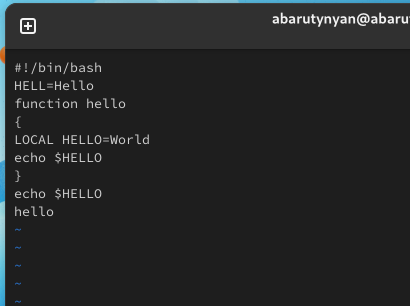 abarutynyan@abaru
#!/bin/bash
HELL=Hello
function hello
{
LOCAL HELLO=World
echo $HELLO
}
echo $HELLO
hello
~
~
~
~
~